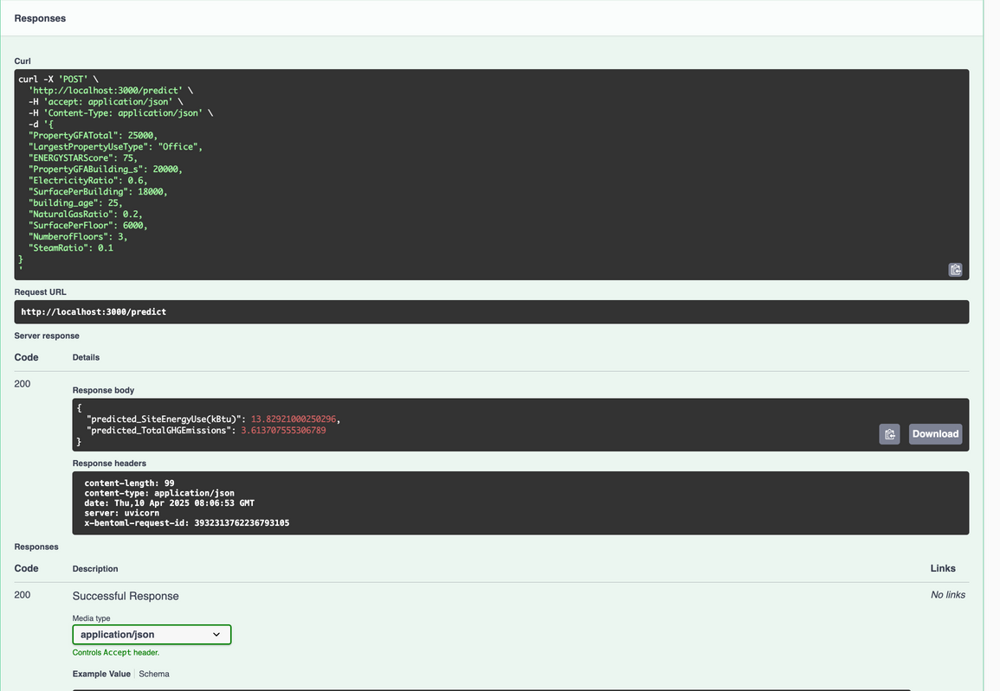 Responses
Curl
curl -X 'POST' \
  'http://localhost:3000/predict' \
  -H 'accept: application/json' \
  -H 'Content-Type: application/json' \
  -d '{
  "PropertyGFATotal": 25000,
  "LargestPropertyUseType": "Office",
  "ENERGYSTARScore": 75,
  "PropertyGFABuilding_s": 20000,
  "ElectricityRatio": 0.6,
  "SurfacePerBuilding": 18000,
  "building_age": 25,
  "NaturalGasRatio": 0.2,
  "SurfacePerFloor": 6000,
  "NumberofFloors": 3,
  "SteamRatio": 0.1
}
'
Request URL
http://localhost:3000/predict
Server response
Code Details
200
Response body
{
  "predicted_SiteEnergyUse(kBtu)": 13.82921000250296,
  "predicted_TotalGHGEmissions": 3.613707555306789
}
Download
Response headers
content-length: 99
content-type: application/json
date: Thu,10 Apr 2025 08:06:53 GMT
server: uvicorn
x-bentoml-request-id: 3932313762236793105
Responses
Code Description Links
200 Successful Response No links
Media type
application/json
Controls Accept header.
Example Value Schema